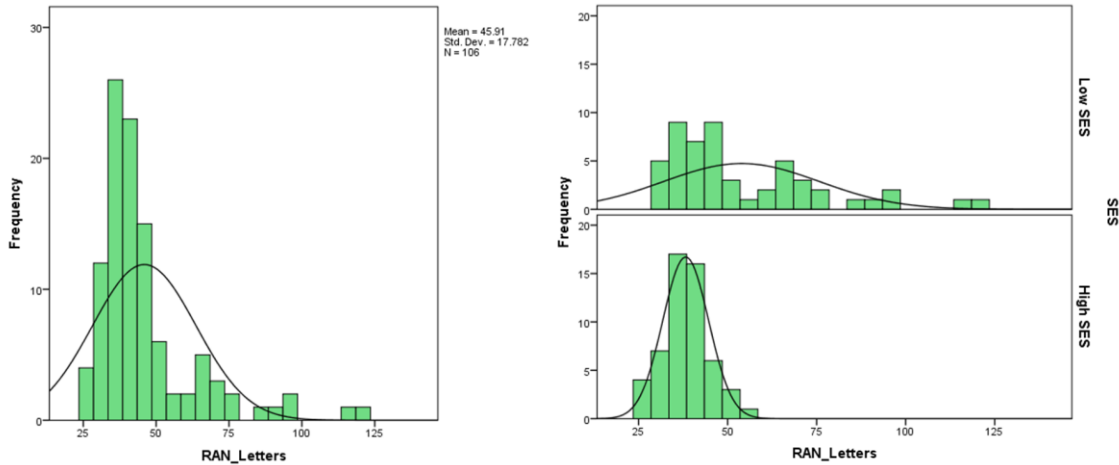 Mean = 45.91
Std. Dev. = 17.782
N = 106
Frequency
30
20
10
0
25 50 75 100 125
RAN_Letters
Frequency
20
15
10
5
0
Low SES
20
15
10
5
0
High SES
SES
25 50 75 100 125
RAN_Letters